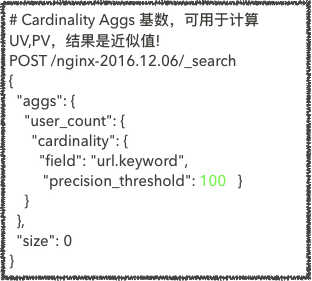 # Cardinality Aggs 基数，可用于计算
UV,PV，结果是近似值!
POST /nginx-2016.12.06/_search
{
  "aggs": {
    "user_count": {
      "cardinality": {
        "field": "url.keyword",
         "precision_threshold": 100   }
    }
  },
  "size": 0
}